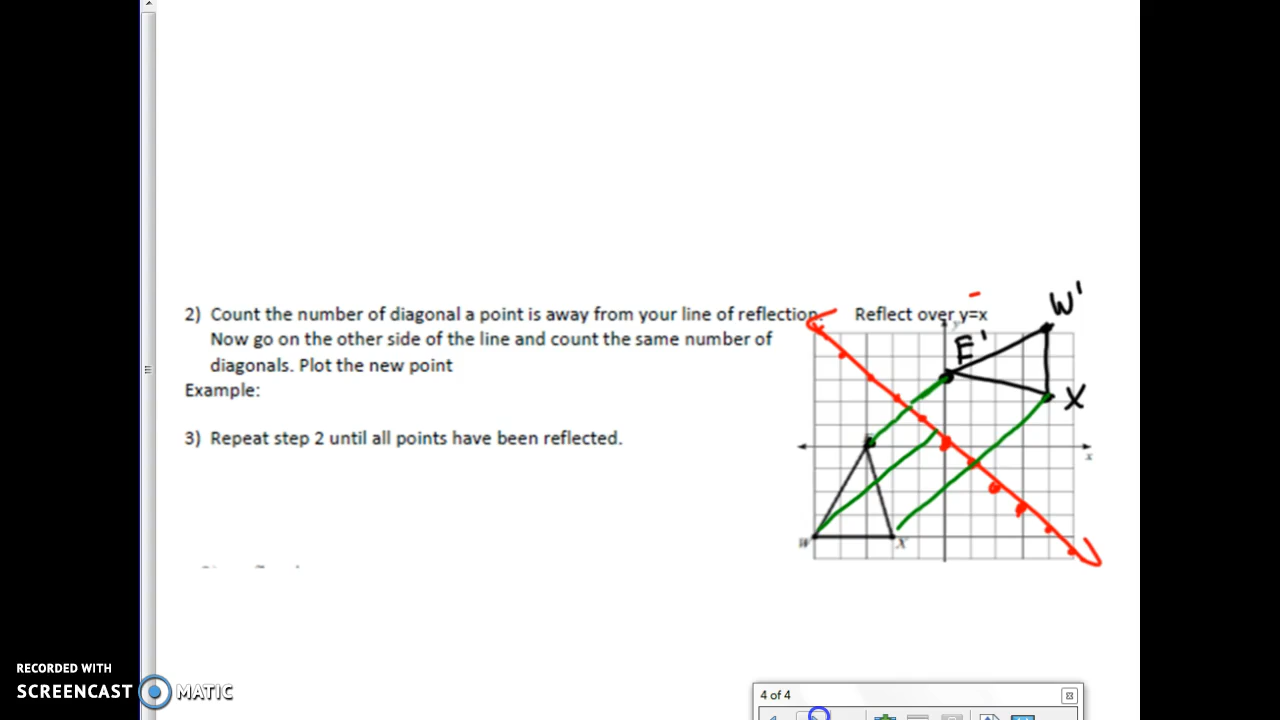 W'
2) Count the number of diagonal a point is away from your line of reflection. Reflect over y=x
y
Now go on the other side of the line and count the same number of
E'
diagonals. Plot the new point
Example:
X
3) Repeat step 2 until all points have been reflected.
x
W X
RECORDED WITH
SCREENCAST MATIC
4 of 4